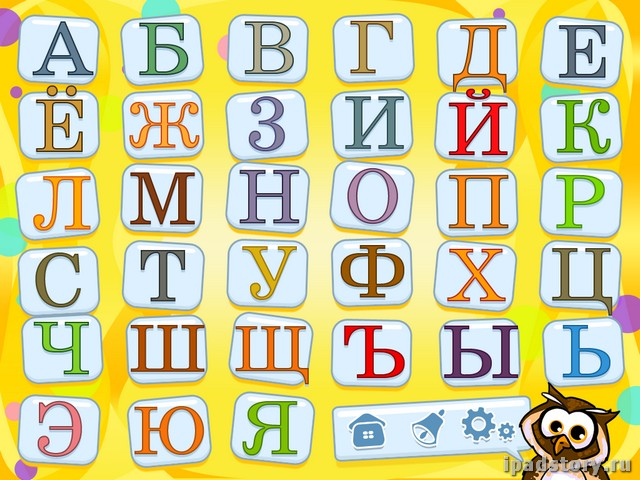 А Б В Г Д Е
Ё Ж З И Й К
Л М Н О П Р
С Т У Ф Х Ц
Ч Ш Щ Ъ Ы Ь
Э Ю Я
ipadstory.ru